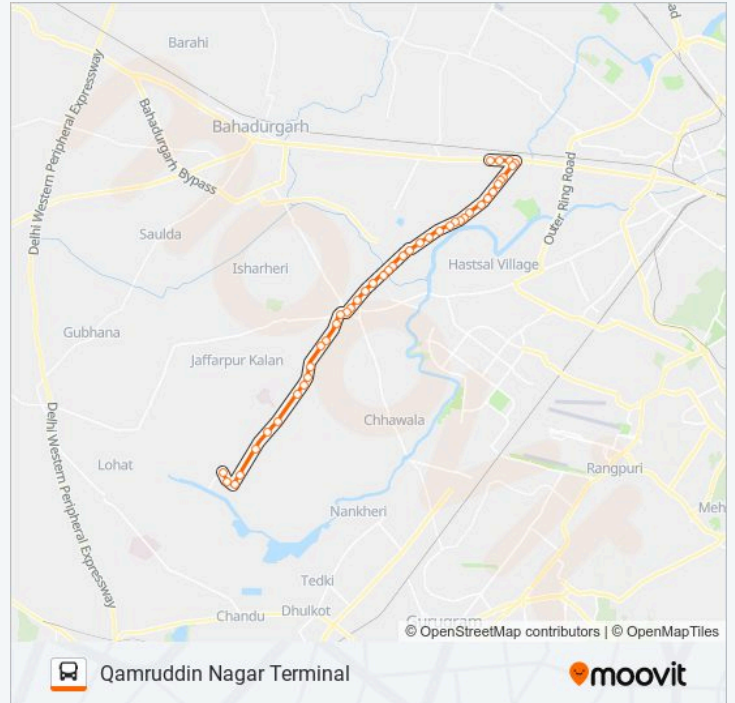 Barahi
Delhi Western Peripheral Expressway
Bahadurgarh
Bahadurgarh Bypass
Outer Ring Road
Saulda
Isharheri
Hastsal Village
Gubhana
Jaffarpur Kalan
Chhawala
Delhi Western Peripheral Expressway
Lohat
Rangpuri
Meh
Nankheri
Tedki
Chandu
Dhulkot
Gurugram
© OpenStreetMap contributors | © OpenMapTiles
Qamruddin Nagar Terminal
moovit